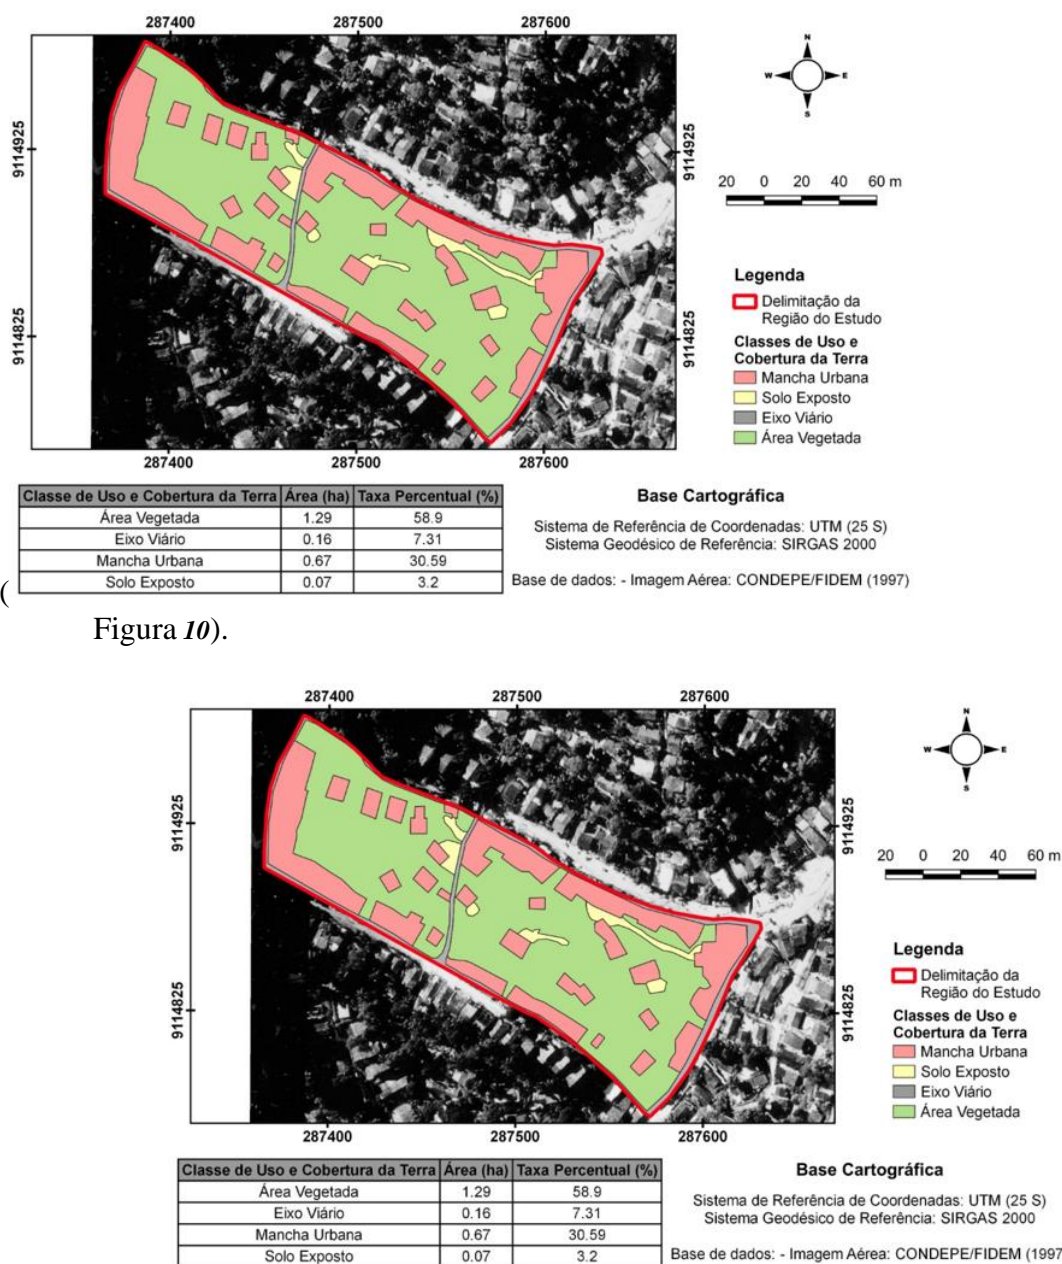 287400 287500 287600
N
W E
S
9114925 9114925
20 0 20 40 60 m
Legenda
Delimitação da
Região do Estudo
Classes de Uso e
Cobertura da Terra
Mancha Urbana
Solo Exposto
Eixo Viário
Área Vegetada
9114825 9114825
287400 287500 287600
Classe de Uso e Cobertura da Terra Área (ha) Taxa Percentual (%)
Área Vegetada 1.29 58.9
Eixo Viário 0.16 7.31
Mancha Urbana 0.67 30.59
Solo Exposto 0.07 3.2
Base Cartográfica
Sistema de Referência de Coordenadas: UTM (25 S)
Sistema Geodésico de Referência: SIRGAS 2000
Base de dados: - Imagem Aérea: CONDEPE/FIDEM (1997)
(
Figura 10).
287400 287500 287600
N
W E
S
9114925 9114925
20 0 20 40 60 m
Legenda
Delimitação da
Região do Estudo
Classes de Uso e
Cobertura da Terra
Mancha Urbana
Solo Exposto
Eixo Viário
Área Vegetada
9114825 9114825
287400 287500 287600
Classe de Uso e Cobertura da Terra Área (ha) Taxa Percentual (%)
Área Vegetada 1.29 58.9
Eixo Viário 0.16 7.31
Mancha Urbana 0.67 30.59
Solo Exposto 0.07 3.2
Base Cartográfica
Sistema de Referência de Coordenadas: UTM (25 S)
Sistema Geodésico de Referência: SIRGAS 2000
Base de dados: - Imagem Aérea: CONDEPE/FIDEM (1997